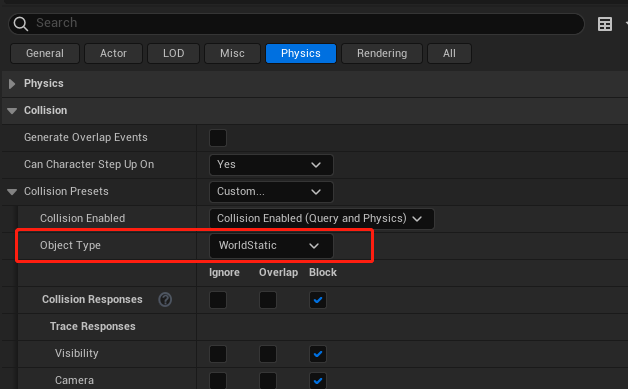 Search
General Actor LOD Misc Physics Rendering All
Physics
Collision
Generate Overlap Events
Can Character Step Up On Yes
Collision Presets Custom...
Collision Enabled Collision Enabled (Query and Physics)
Object Type WorldStatic
Ignore Overlap Block
Collision Responses ?
Trace Responses
Visibility
Camera